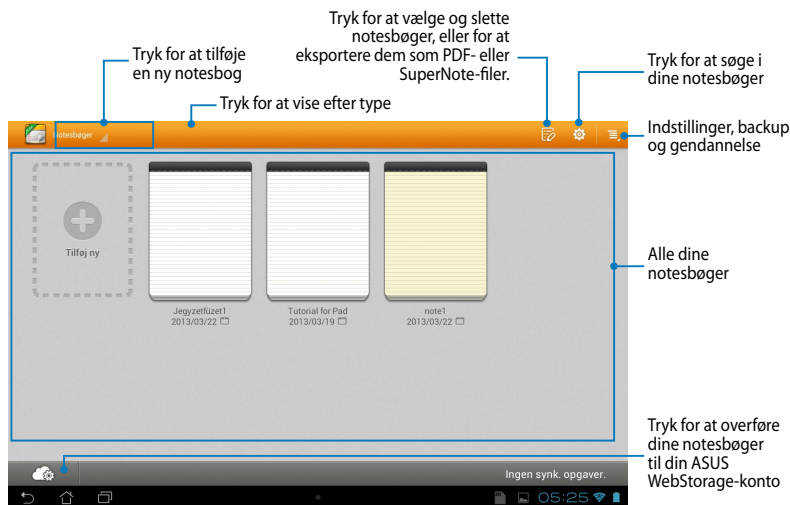 Tryk for at vælge og slette
notesbøger, eller for at
eksportere dem som PDF- eller
SuperNote-filer.
Tryk for at tilføje
en ny notesbog
Tryk for at søge i
dine notesbøger
Tryk for at vise efter type
Indstillinger, backup
og gendannelse
Notesbøger
Tilføj ny
Jegyzetfüzet1
2013/03/22
Tutorial for Pad
2013/03/19
note1
2013/03/22
Alle dine
notesbøger
Tryk for at overføre
dine notesbøger
til din ASUS
WebStorage-konto
Ingen synk. opgaver.
05:25